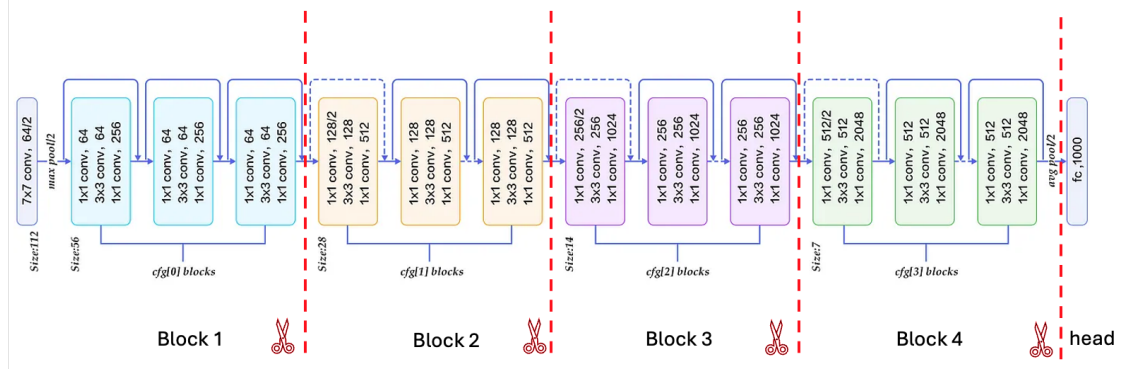 7x7 conv, 64/2
max pool/2
1x1 conv, 64
3x3 conv, 64
1x1 conv, 256
1x1 conv, 64
3x3 conv, 64
1x1 conv, 256
1x1 conv, 64
3x3 conv, 64
1x1 conv, 256
1x1 conv, 128/2
3x3 conv, 128
1x1 conv, 512
1x1 conv, 128
3x3 conv, 128
1x1 conv, 512
1x1 conv, 128
3x3 conv, 128
1x1 conv, 512
1x1 conv, 256/2
3x3 conv, 256
1x1 conv, 1024
1x1 conv, 256
3x3 conv, 256
1x1 conv, 1024
1x1 conv, 256
3x3 conv, 256
1x1 conv, 1024
1x1 conv, 512/2
3x3 conv, 512
1x1 conv, 2048
1x1 conv, 512
3x3 conv, 512
1x1 conv, 2048
1x1 conv, 512
3x3 conv, 512
1x1 conv, 2048
avg pool/2
fc ,1000
Size:112
Size:56
Size:28
Size:14
Size:7
cfg[0] blocks
cfg[1] blocks
cfg[2] blocks
cfg[3] blocks
Block 1
Block 2
Block 3
Block 4
head